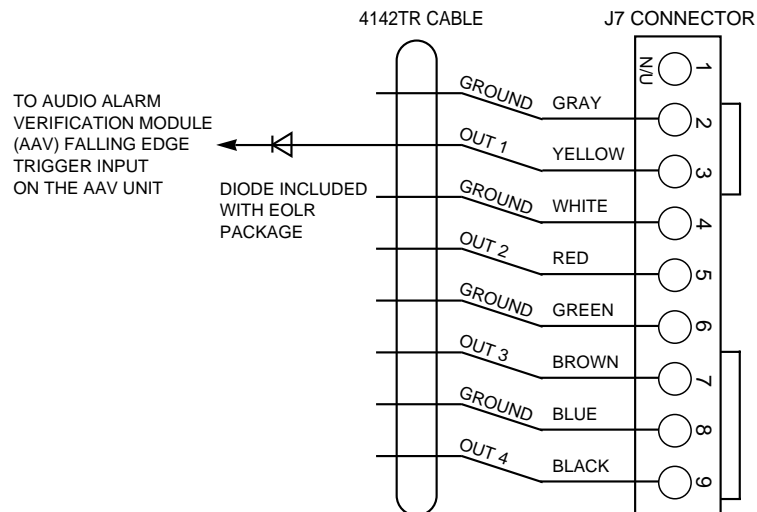 4142TR CABLE
J7 CONNECTOR
TO AUDIO ALARM
VERIFICATION MODULE
(AAV) FALLING EDGE
TRIGGER INPUT
ON THE AAV UNIT
DIODE INCLUDED
WITH EOLR
PACKAGE
N/U
1
GROUND GRAY 2
OUT 1 YELLOW 3
GROUND WHITE 4
OUT 2 RED 5
GROUND GREEN 6
OUT 3 BROWN 7
GROUND BLUE 8
OUT 4 BLACK 9